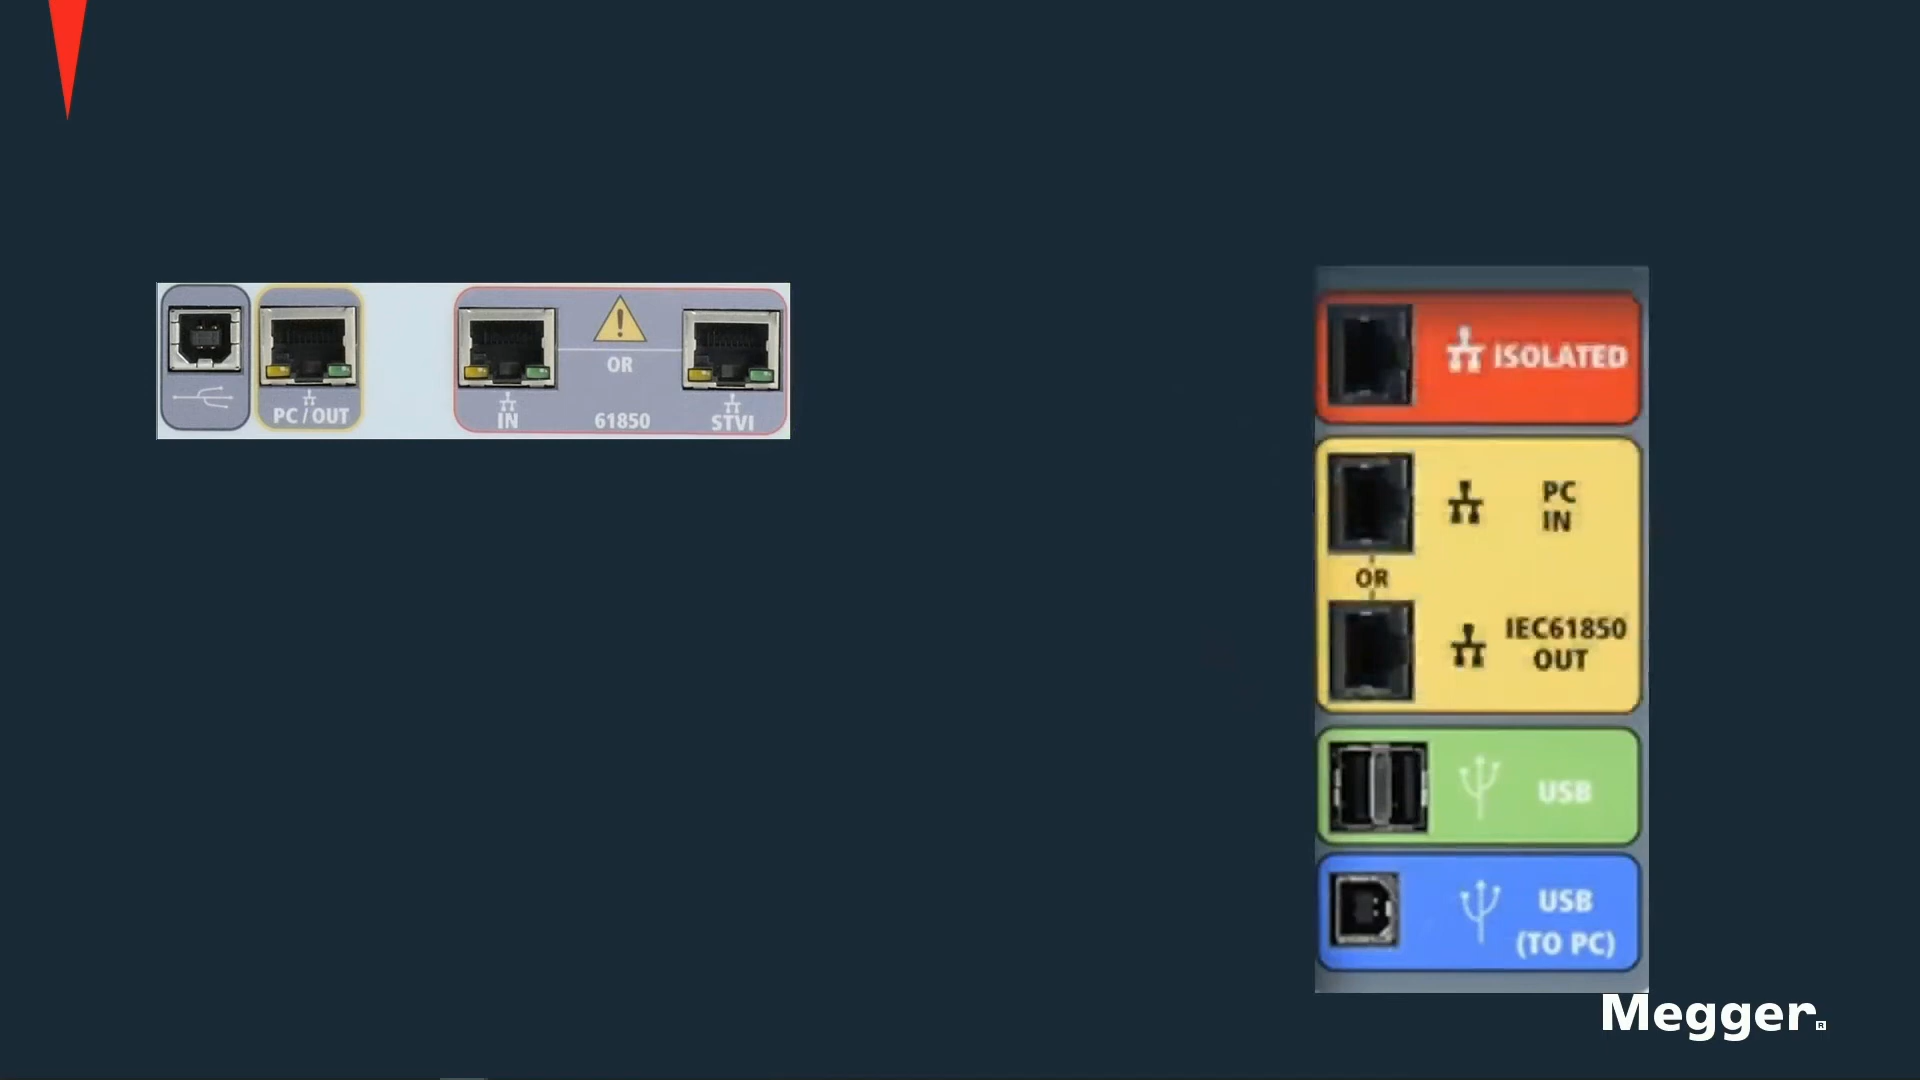 PC / OUT
IN
OR
61850
STVI
ISOLATED
PC
IN
OR
IEC61850
OUT
USB
USB
(TO PC)
Megger®